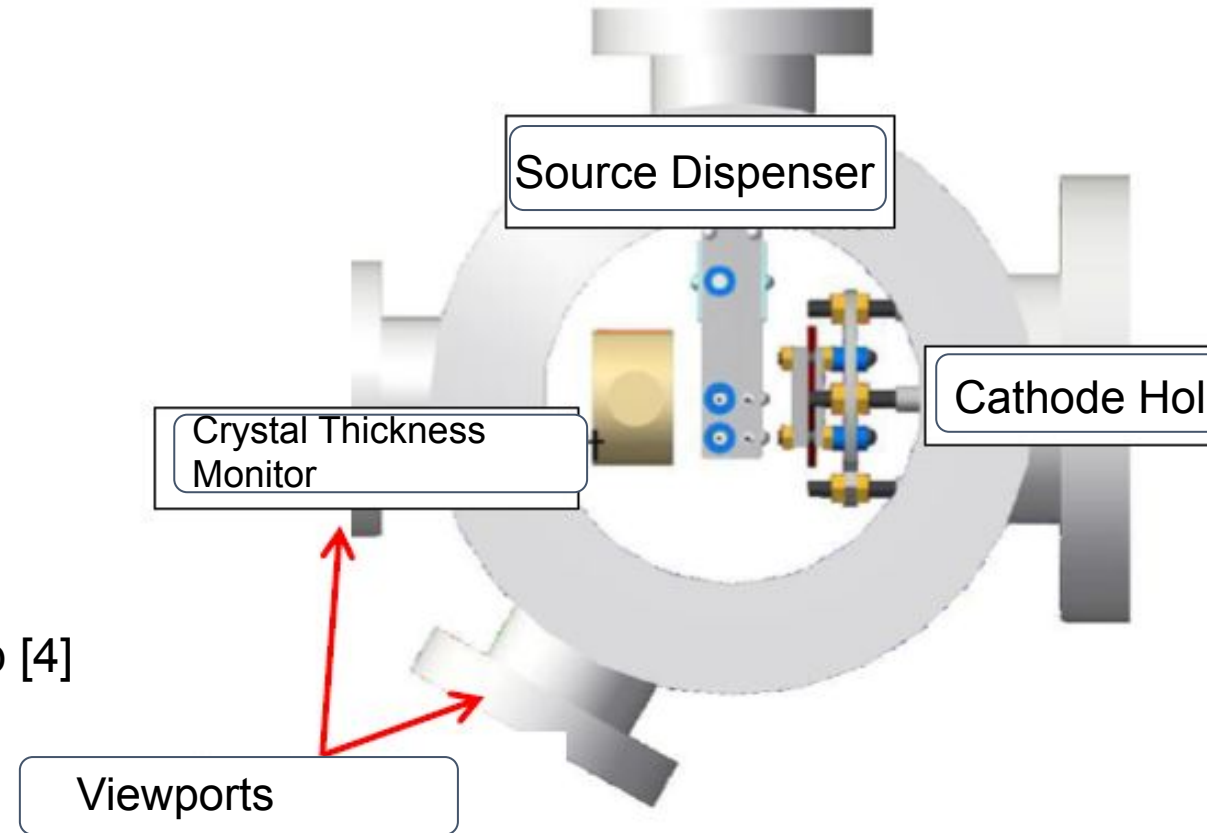 Source Dispenser
Cathode Hol
Crystal Thickness
Monitor
[4]
Viewports